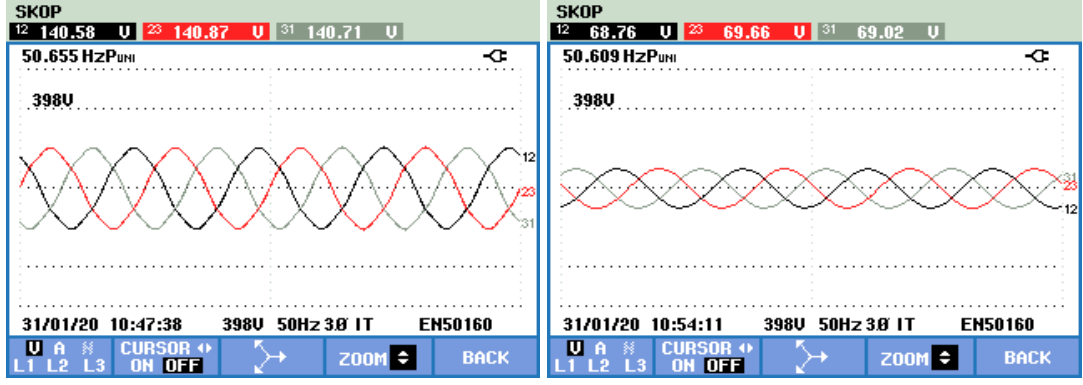 SKOP
12 140.58 V 23 140.87 V 31 140.71 V
50.655 HzPUNI
398V
12
23
31
31/01/20 10:47:38 398V 50Hz 3Ø IT EN50160
U A
L1 L2 L3
CURSOR
ON OFF
ZOOM
BACK
SKOP
12 68.76 V 23 69.66 V 31 69.02 V
50.609 HzPUNI
398V
31
23
12
31/01/20 10:54:11 398V 50Hz 3Ø IT EN50160
U A
L1 L2 L3
CURSOR
ON OFF
ZOOM
BACK